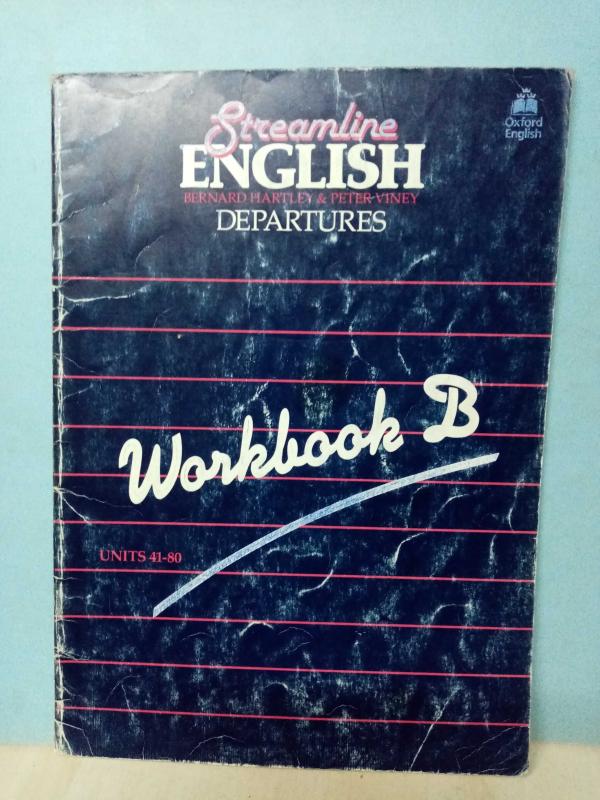 Streamline
ENGLISH
BERNARD HARTLEY & PETER VINEY
DEPARTURES
Oxford
English
Workbook B
UNITS 41-80